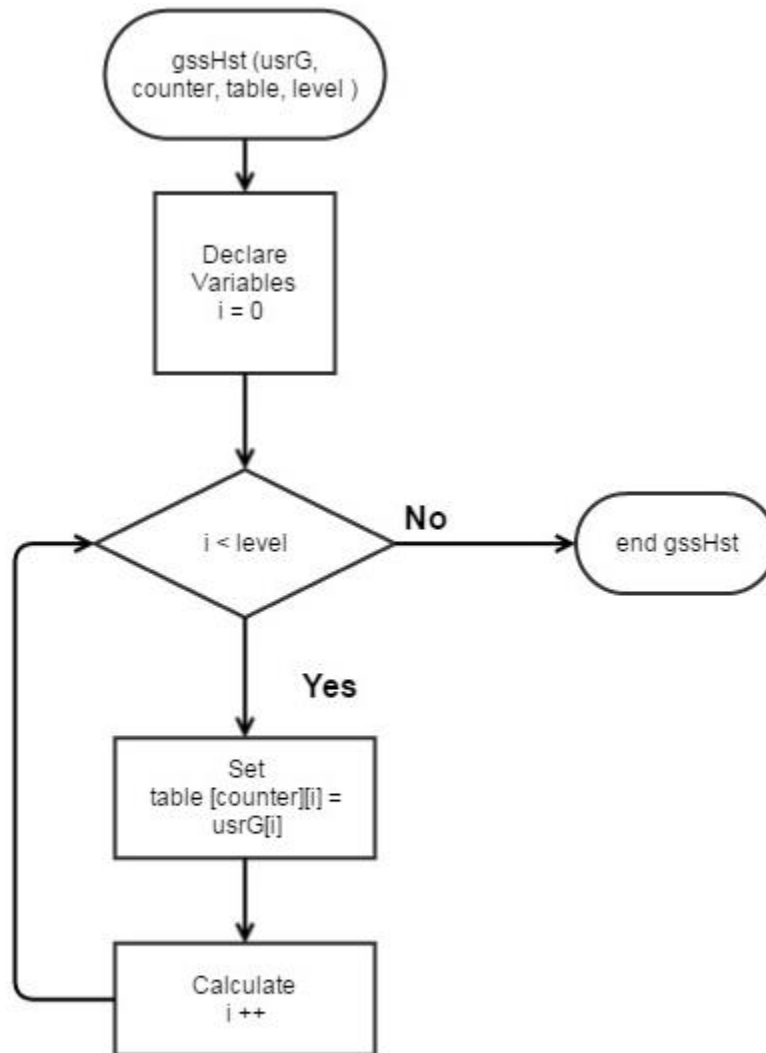 gssHst (usrG,
counter, table, level )
Declare
Variables
i = 0
i < level
No
end gssHst
Yes
Set
table [counter][i] =
usrG[i]
Calculate
i ++